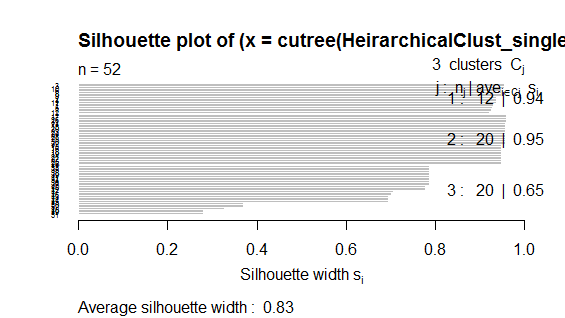 Silhouette plot of (x = cutree(HeirarchicalClust_single
n = 52
3 clusters Cj
j : nj | avei∈Cj si
1 : 12 | 0.94
2 : 20 | 0.95
3 : 20 | 0.65
0.0 0.2 0.4 0.6 0.8 1.0
Silhouette width si
Average silhouette width : 0.83